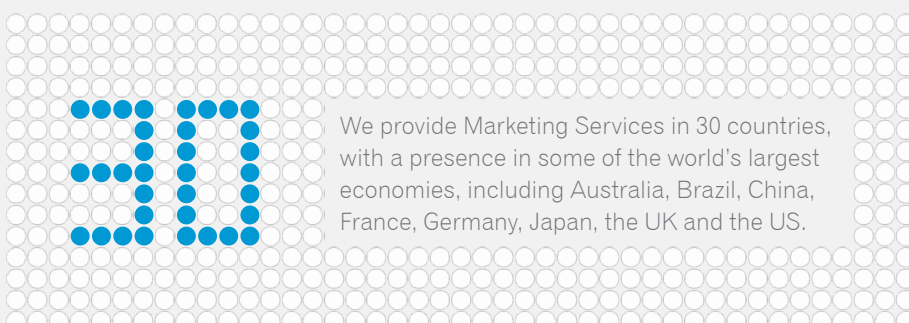 30
We provide Marketing Services in 30 countries,
with a presence in some of the world's largest
economies, including Australia, Brazil, China,
France, Germany, Japan, the UK and the US.